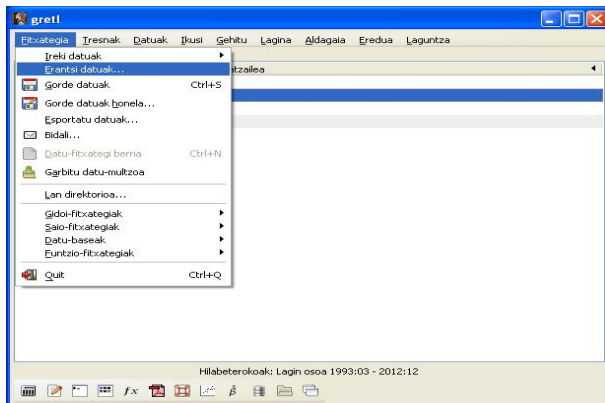 gretl
Fitxategia Tresnak Datuak Ikusi Gehitu Lagina Aldagaia Eredua Laguntza
Ireki datuak
Erantsi datuak...
atzailea
Gorde datuak Ctrl+S
Gorde datuak honela...
Esportatu datuak...
Bidali...
Datu-fitxategi berria Ctrl+N
Garbitu datu-multzoa
Lan direktorioa...
Gidoi-fitxategiak
Saio-fitxategiak
Datu-baseak
Funtzio-fitxategiak
Quit Ctrl+Q
Hilabeterokoak: Lagin osoa 1993:03 - 2012:12
fx β̂